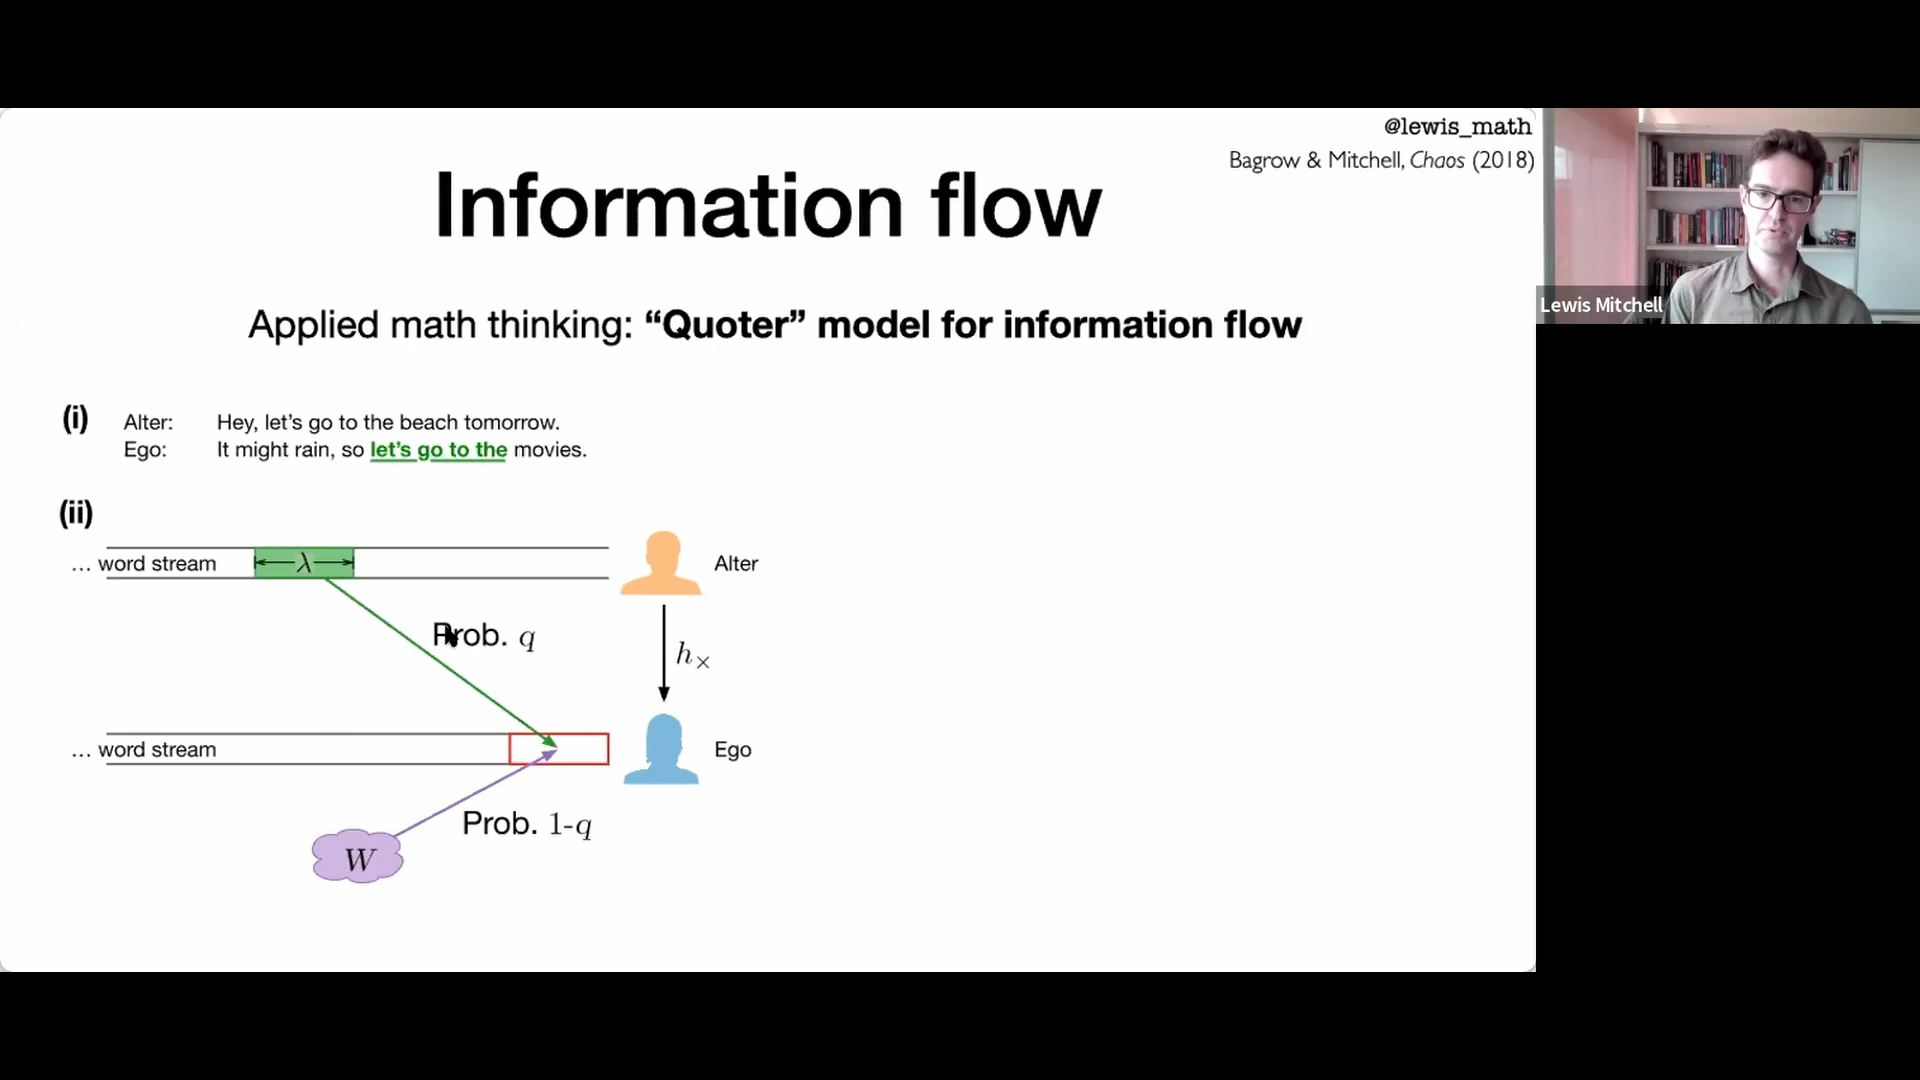 @lewis_math
Bagrow & Mitchell, Chaos (2018)
Information flow
Applied math thinking: “Quoter” model for information flow
(i)
Alter: Hey, let’s go to the beach tomorrow.
Ego: It might rain, so let’s go to the movies.
(ii)
... word stream λ Alter
Prob. q
h×
... word stream Ego
Prob. 1-q
W
Lewis Mitchell